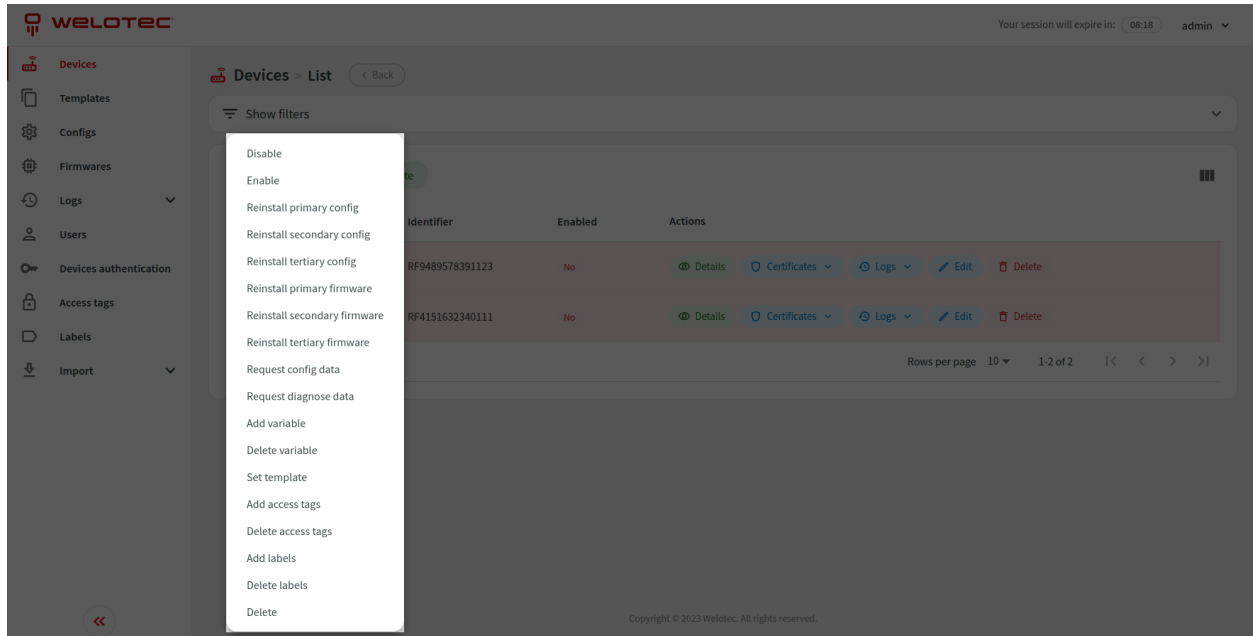 WELOTEC
Your session will expire in: 08:18 admin
Devices
Templates
Configs
Firmwares
Logs
Users
Devices authentication
Access tags
Labels
Import
Devices > List < Back
Show filters
te
Identifier Enabled Actions
RF9489578391123 No Details Certificates Logs Edit Delete
RF4151632340111 No Details Certificates Logs Edit Delete
Rows per page 10 1-2 of 2
Disable
Enable
Reinstall primary config
Reinstall secondary config
Reinstall tertiary config
Reinstall primary firmware
Reinstall secondary firmware
Reinstall tertiary firmware
Request config data
Request diagnose data
Add variable
Delete variable
Set template
Add access tags
Delete access tags
Add labels
Delete labels
Delete
Copyright © 2023 Welotec. All rights reserved.